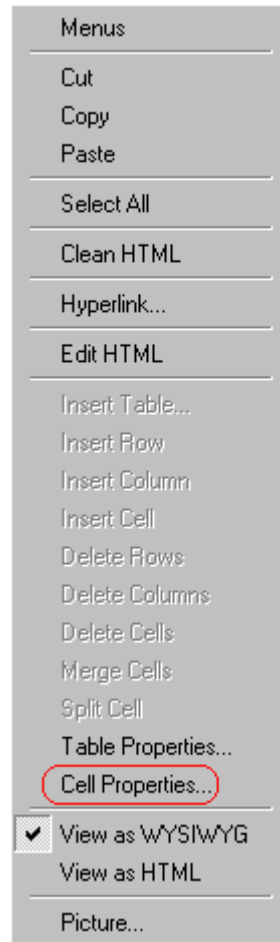 Menus
Cut
Copy
Paste
Select All
Clean HTML
Hyperlink...
Edit HTML
Insert Table...
Insert Row
Insert Column
Insert Cell
Delete Rows
Delete Columns
Delete Cells
Merge Cells
Split Cell
Table Properties...
Cell Properties...
View as WYSIWYG
View as HTML
Picture...